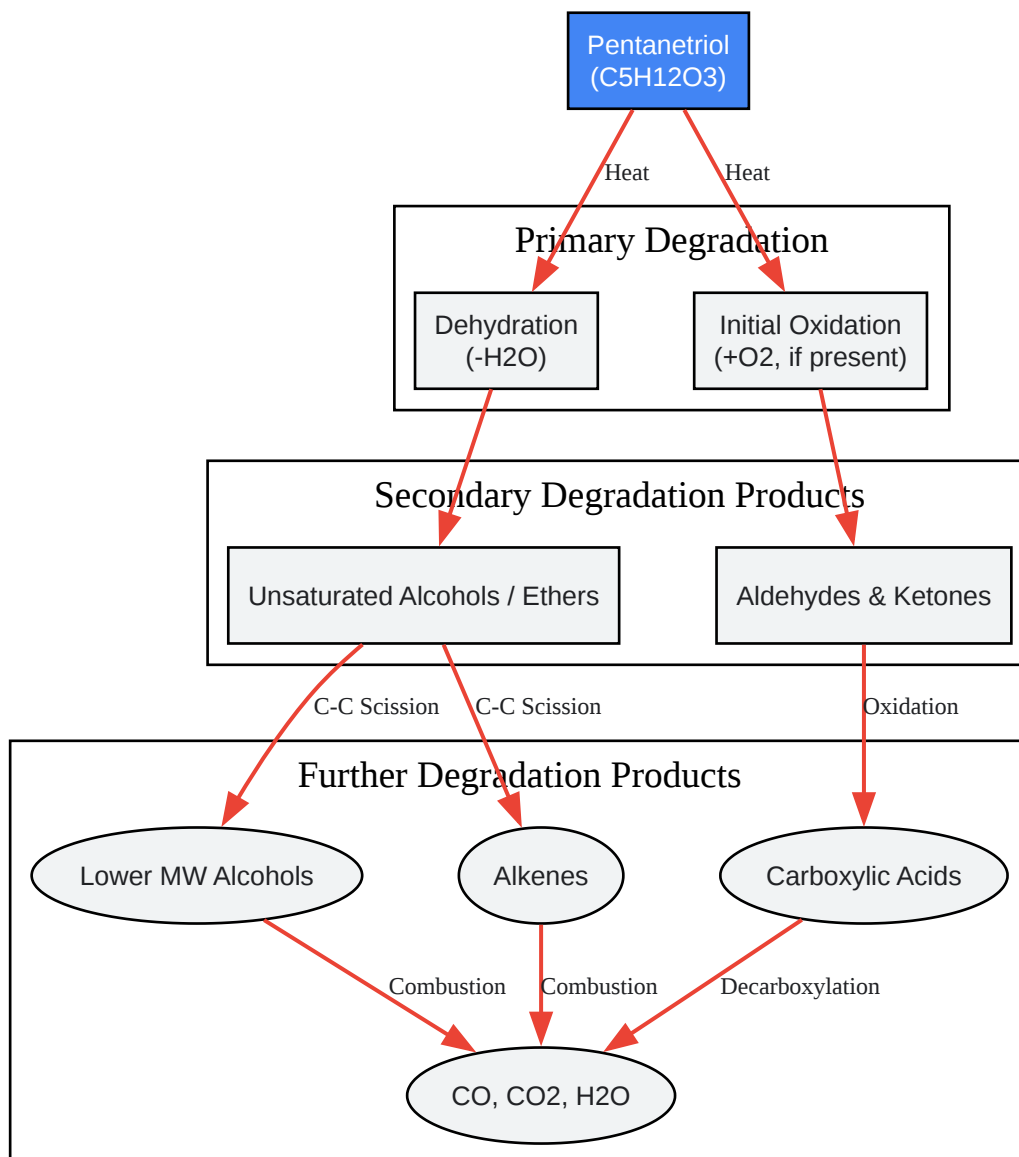 Pentanetriol
(C5H12O3)
Heat
Heat
Primary Degradation
Dehydration
(-H2O)
Initial Oxidation
(+O2, if present)
Secondary Degradation Products
Unsaturated Alcohols / Ethers
Aldehydes & Ketones
C-C Scission
C-C Scission
Oxidation
Further Degradation Products
Lower MW Alcohols
Alkenes
Carboxylic Acids
Combustion
Combustion
Decarboxylation
CO, CO2, H2O